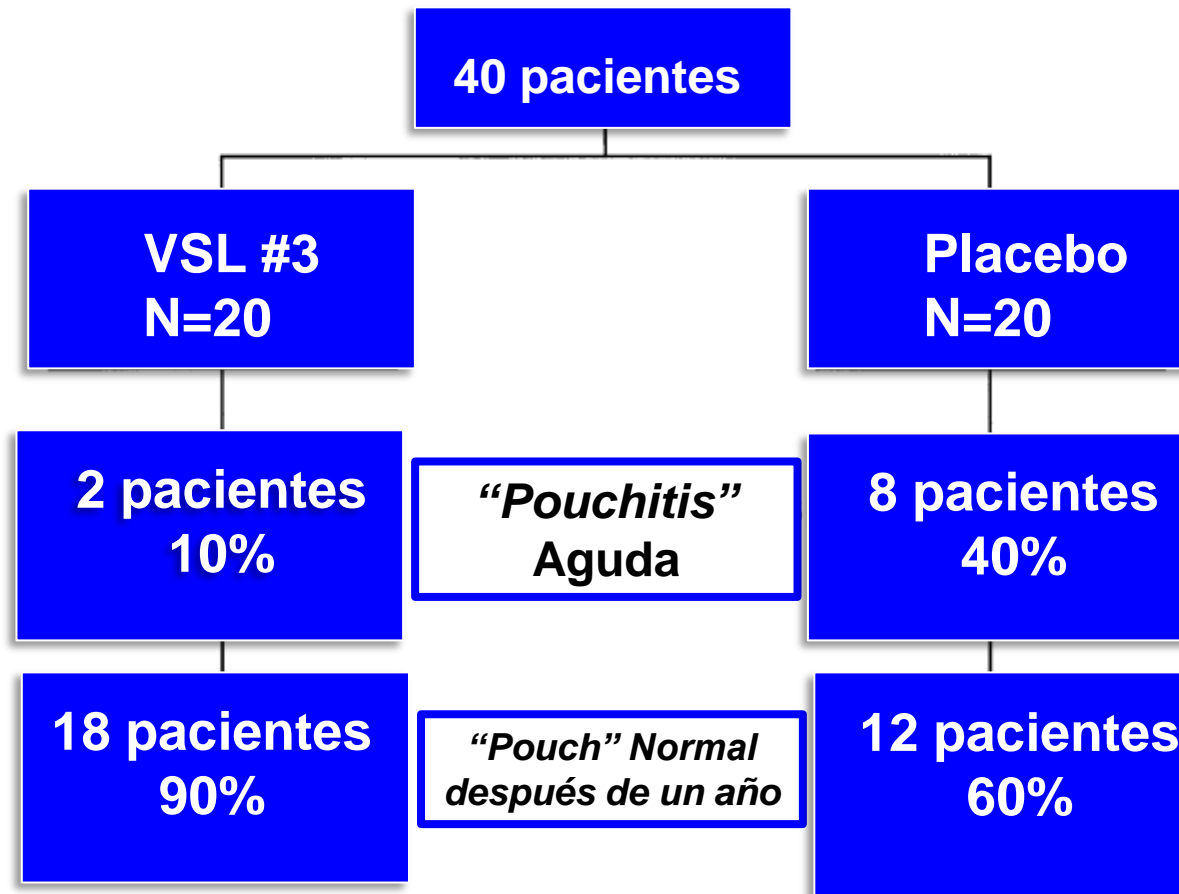 40 pacientes
VSL #3
N=20
Placebo
N=20
2 pacientes
10%
“Pouchitis”
Aguda
8 pacientes
40%
18 pacientes
90%
“Pouch” Normal
después de un año
12 pacientes
60%